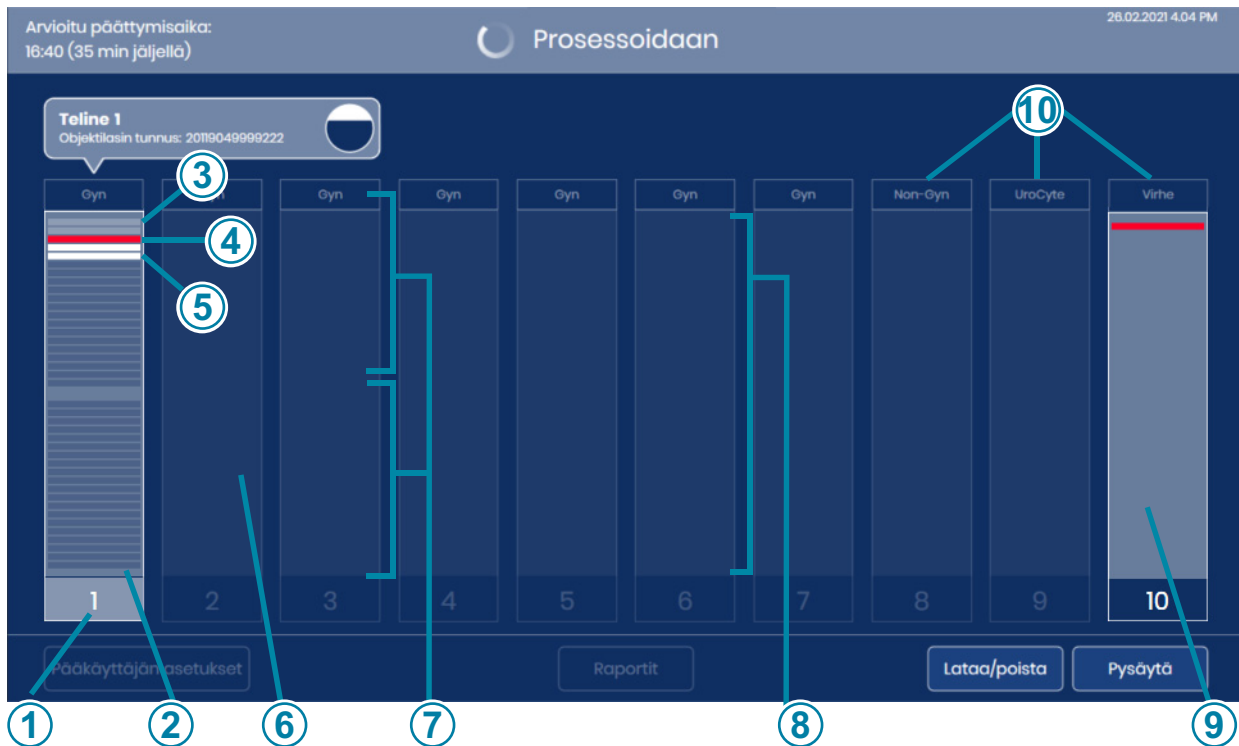 Arvioitu päättymisaika:
16:40 (35 min jäljellä)
Prosessoidaan
26.02.2021 4.04 PM
Teline 1
Objektilasin tunnus: 20119049999222
10
3
Gyn
Gyn
Gyn
Gyn
Gyn
Gyn
Non-Gyn
UroCyte
Virhe
4
5
1
2
3
4
5
6
7
8
9
10
Pääkäyttäjän asetukset
Raportit
Lataa/poista
Pysäytä
1
2
6
7
8
9